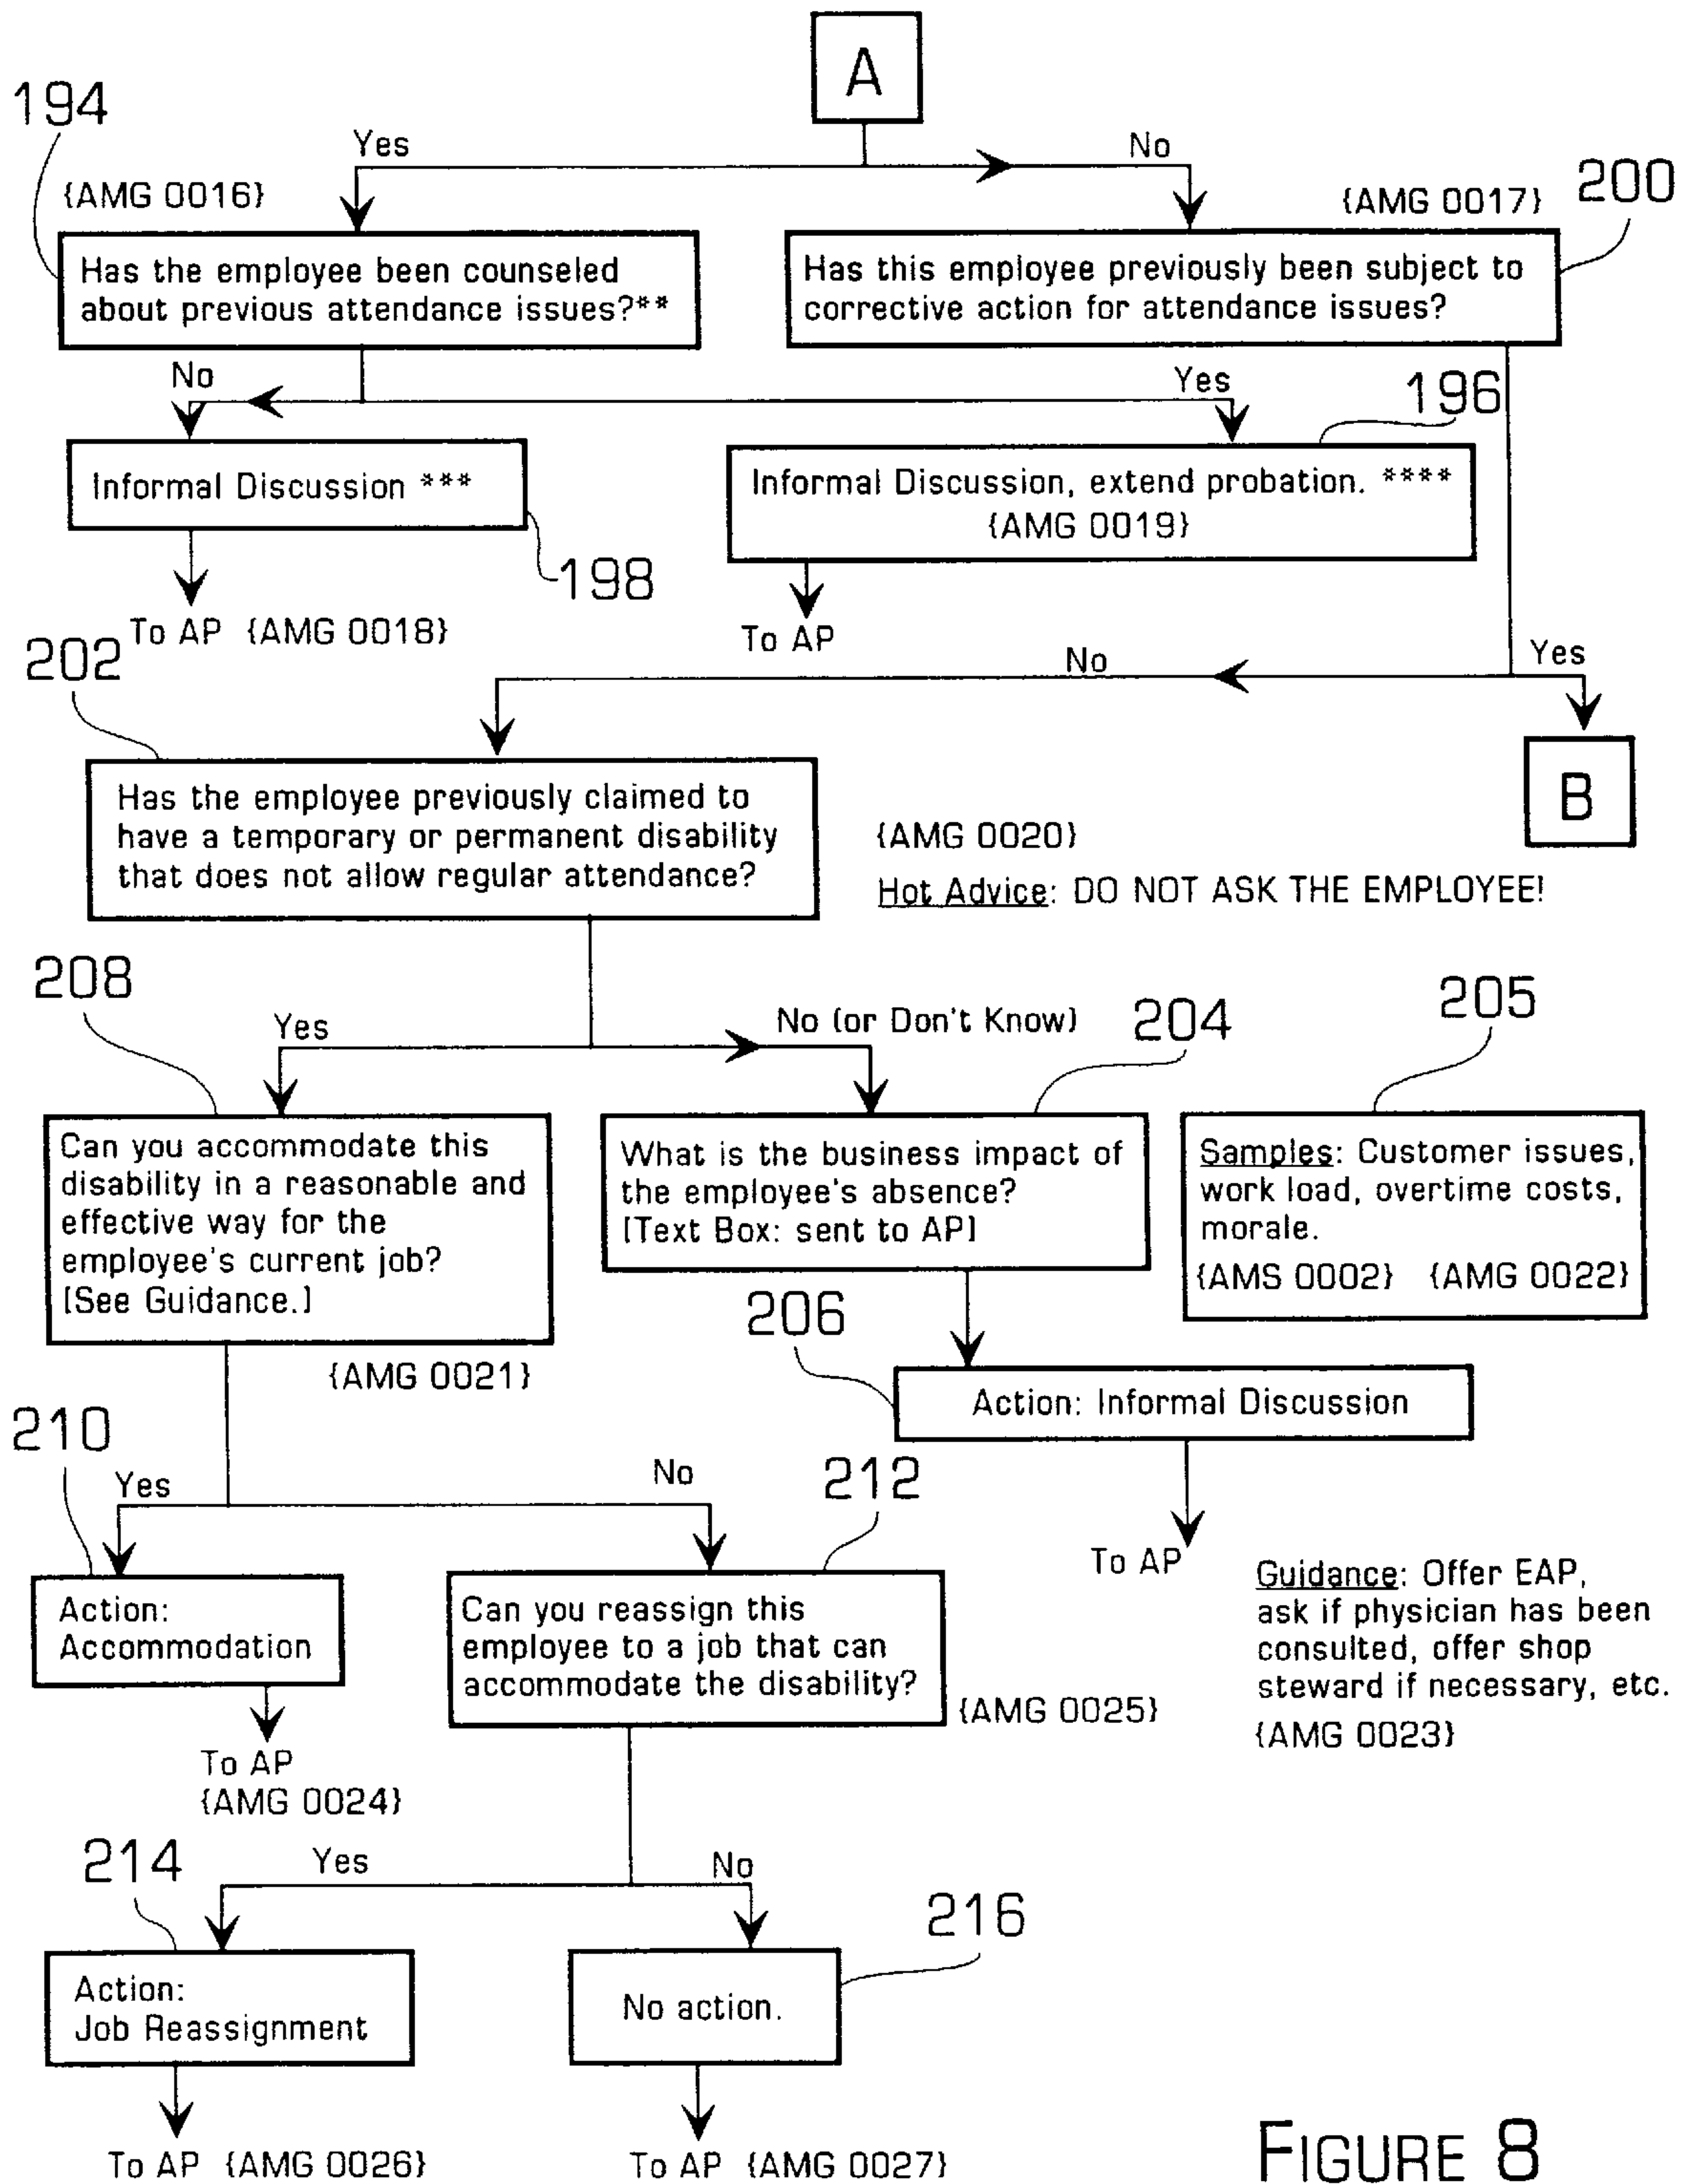 A
194
Yes
No
{AMG 0016}
{AMG 0017}
200
Has the employee been counseled
about previous attendance issues?**
Has this employee previously been subject to
corrective action for attendance issues?
No
Yes
196
Informal Discussion ***
Informal Discussion, extend probation. ****
{AMG 0019}
198
To AP {AMG 0018}
To AP
202
No
Yes
B
Has the employee previously claimed to
have a temporary or permanent disability
that does not allow regular attendance?
{AMG 0020}
Hot Advice: DO NOT ASK THE EMPLOYEE!
208
Yes
No (or Don't Know)
204
205
Can you accommodate this
disability in a reasonable and
effective way for the
employee's current job?
[See Guidance.]
What is the business impact of
the employee's absence?
[Text Box: sent to AP]
Samples: Customer issues,
work load, overtime costs,
morale.
{AMS 0002} {AMG 0022}
{AMG 0021}
206
Action: Informal Discussion
210
Yes
No
212
To AP
Guidance: Offer EAP,
ask if physician has been
consulted, offer shop
steward if necessary, etc.
{AMG 0023}
Action:
Accommodation
Can you reassign this
employee to a job that can
accommodate the disability?
{AMG 0025}
To AP
{AMG 0024}
214
Yes
No
216
Action:
Job Reassignment
No action.
To AP {AMG 0026}
To AP {AMG 0027}
FIGURE 8